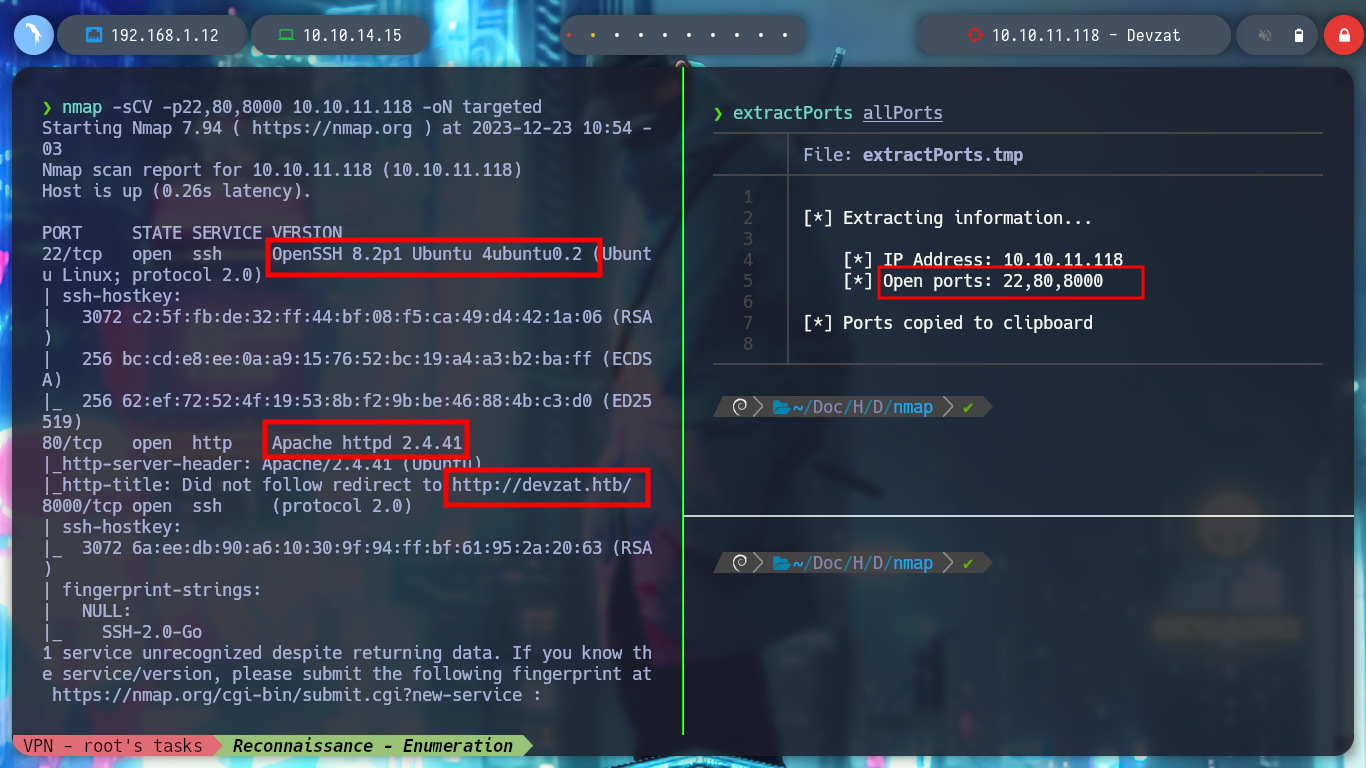 192.168.1.12
10.10.14.15
10.10.11.118 - Devzat
❯ nmap -sCV -p22,80,8000 10.10.11.118 -oN targeted
Starting Nmap 7.94 ( https://nmap.org ) at 2023-12-23 10:54 -
03
Nmap scan report for 10.10.11.118 (10.10.11.118)
Host is up (0.26s latency).
PORT     STATE SERVICE VERSION
22/tcp   open  ssh     OpenSSH 8.2p1 Ubuntu 4ubuntu0.2 (Ubunt
u Linux; protocol 2.0)
| ssh-hostkey:
|   3072 c2:5f:fb:de:32:ff:44:bf:08:f5:ca:49:d4:42:1a:06 (RSA
)
|   256 bc:cd:e8:ee:0a:a9:15:76:52:bc:19:a4:a3:b2:ba:ff (ECDS
A)
|_  256 62:ef:72:52:4f:19:53:8b:f2:9b:be:46:88:4b:c3:d0 (ED25
519)
80/tcp   open  http    Apache httpd 2.4.41
|_http-server-header: Apache/2.4.41 (Ubuntu)
|_http-title: Did not follow redirect to http://devzat.htb/
8000/tcp open  ssh     (protocol 2.0)
| ssh-hostkey:
|_  3072 6a:ee:db:90:a6:10:30:9f:94:ff:bf:61:95:2a:20:63 (RSA
)
| fingerprint-strings:
|   NULL:
|_    SSH-2.0-Go
1 service unrecognized despite returning data. If you know th
e service/version, please submit the following fingerprint at
 https://nmap.org/cgi-bin/submit.cgi?new-service :
❯ extractPorts allPorts
File: extractPorts.tmp
1
2 [*] Extracting information...
3
4     [*] IP Address: 10.10.11.118
5     [*] Open ports: 22,80,8000
6
7 [*] Ports copied to clipboard
8
~/Doc/H/D/nmap ✔
~/Doc/H/D/nmap ✔
VPN - root's tasks
Reconnaissance - Enumeration